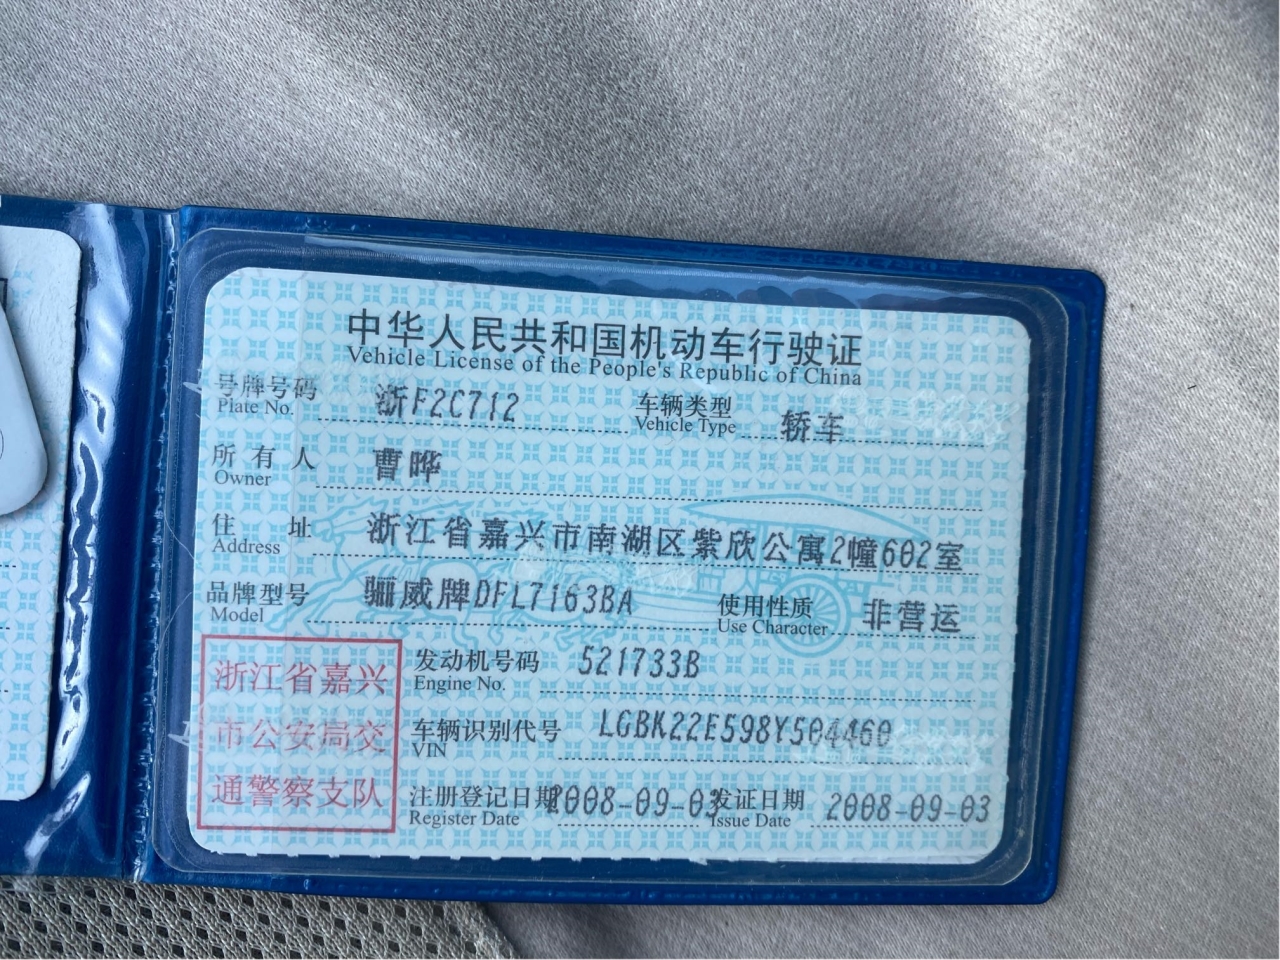 中华人民共和国机动车行驶证
Vehicle License of the People's Republic of China
号牌号码 浙F2C712 车辆类型 轿车
Plate No. Vehicle Type
所有人 曹晔
Owner
住址 浙江省嘉兴市南湖区紫欣公寓2幢602室
Address
品牌型号 骊威牌DFL7163BA 使用性质 非营运
Model Use Character
浙江省嘉兴
市公安局交
通警察支队
发动机号码 521733B
Engine No.
车辆识别代号 LGBK22E598Y504460
VIN
注册登记日期 2008-09-03 发证日期 2008-09-03
Register Date Issue Date